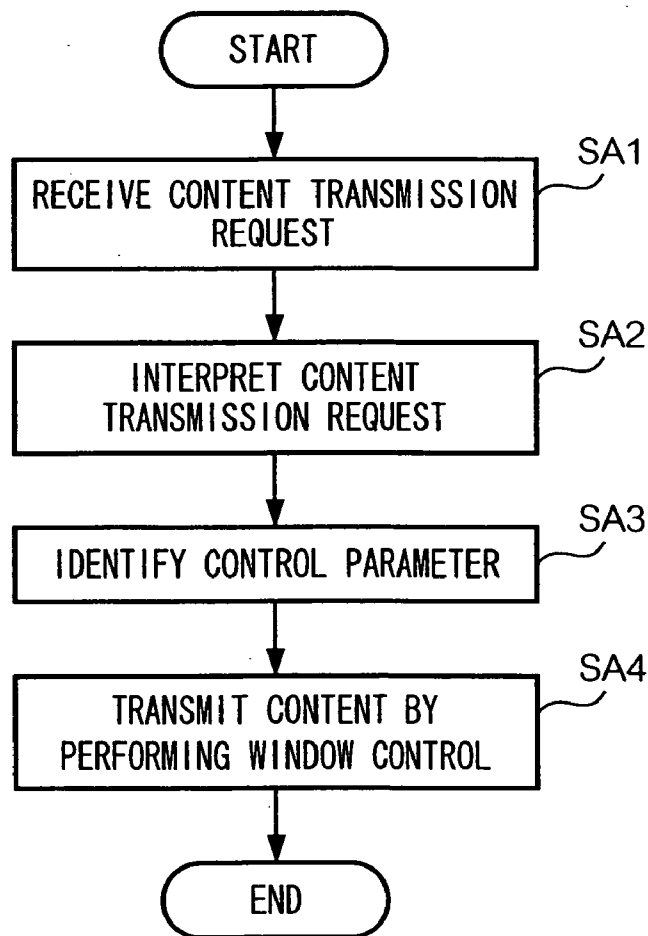 START
SA1
RECEIVE CONTENT TRANSMISSION
REQUEST
SA2
INTERPRET CONTENT
TRANSMISSION REQUEST
SA3
IDENTIFY CONTROL PARAMETER
SA4
TRANSMIT CONTENT BY
PERFORMING WINDOW CONTROL
END